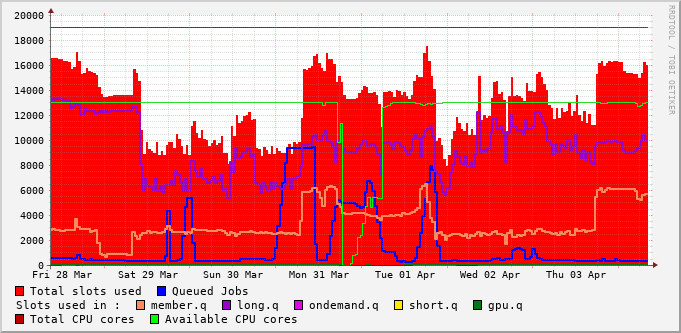 20000
18000
16000
14000
12000
10000
8000
6000
4000
2000
0
Fri 28 Mar Sat 29 Mar Sun 30 Mar Mon 31 Mar Tue 01 Apr Wed 02 Apr Thu 03 Apr
Total slots used Queued Jobs
Slots used in : member.q long.q ondemand.q short.q gpu.q
Total CPU cores Available CPU cores
RRDTOOL / TOBI OETIKER